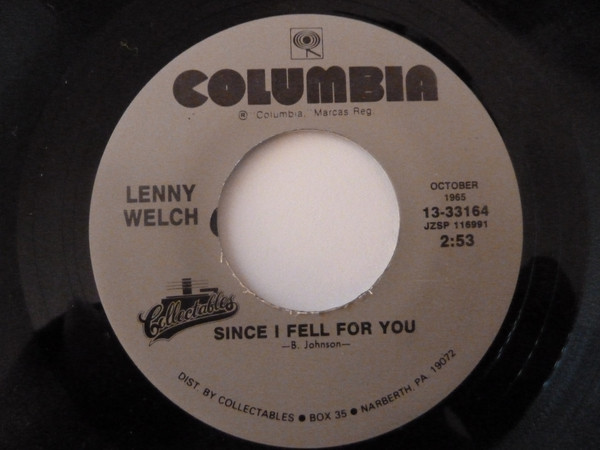 COLUMBIA
® "Columbia, Marcas Reg.
LENNY
WELCH
OCTOBER
1965
13-33164
JZSP 116991
2:53
Collectables
SINCE I FELL FOR YOU
—B. Johnson—
DIST. BY COLLECTABLES ● BOX 35 ● NARBERTH, PA 19072